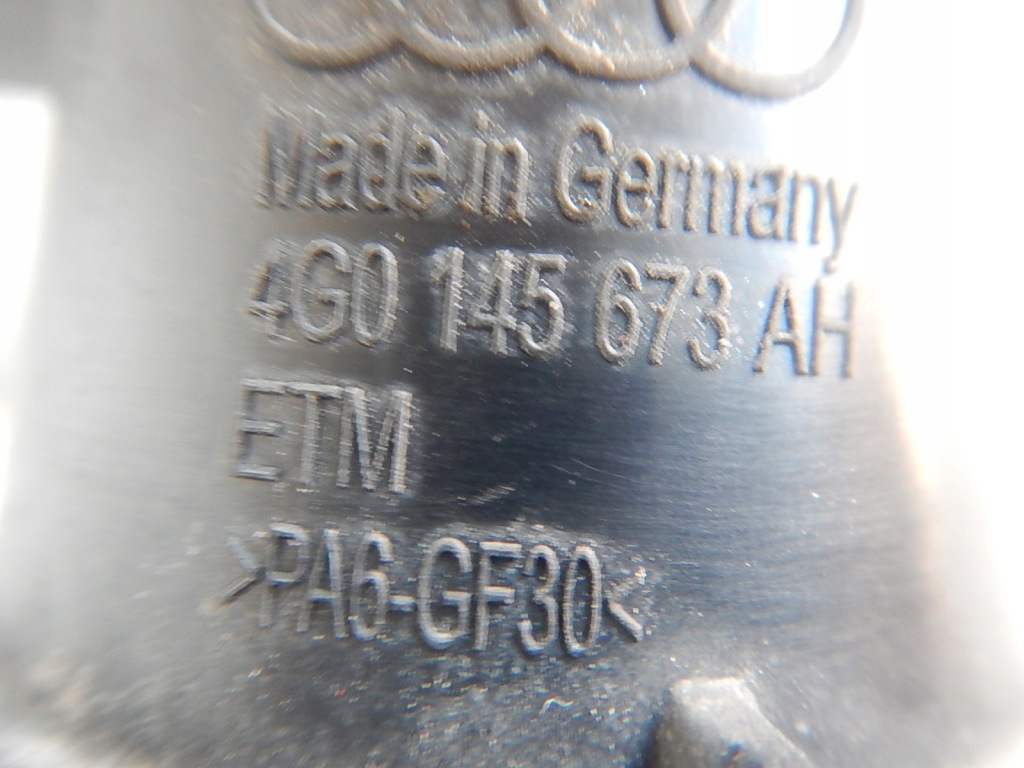 Made in Germany
4G0 145 673 AH
ETM
>PA6-GF30<